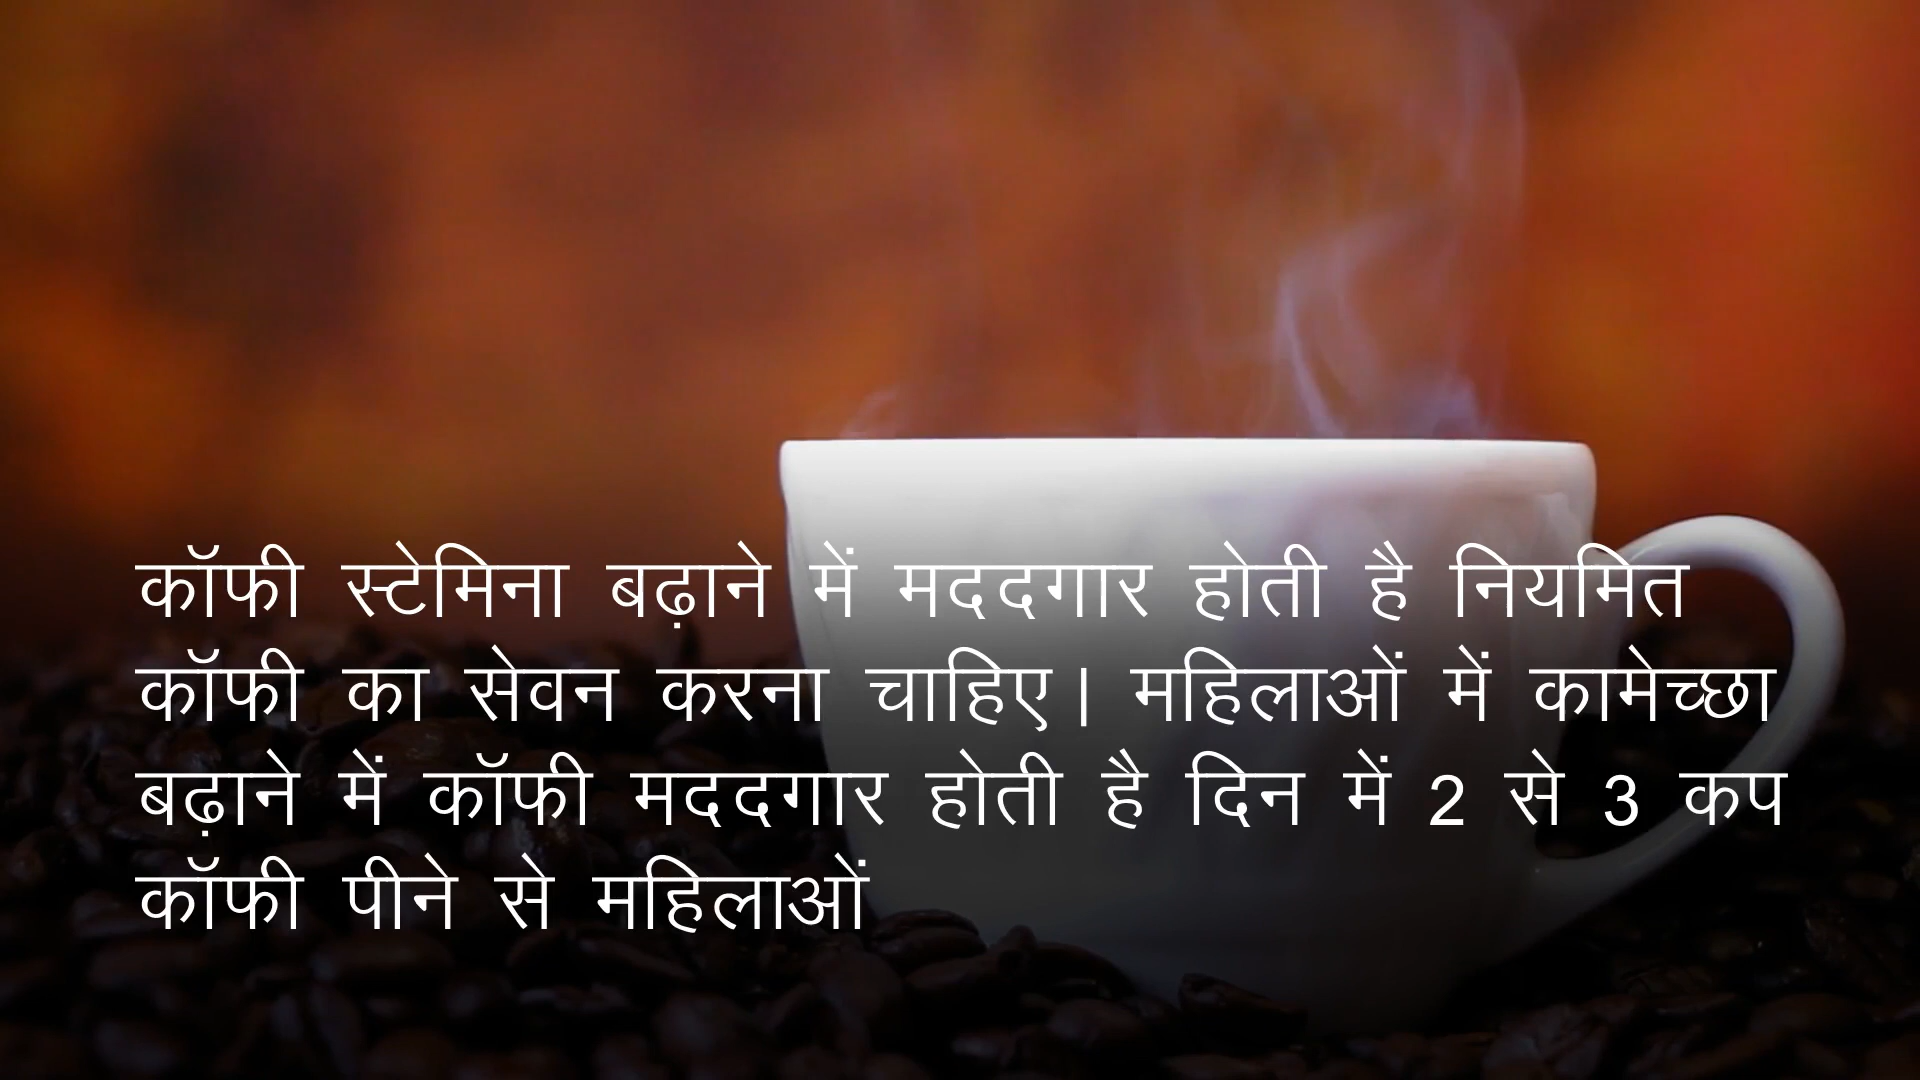 कॉफी स्टेमिना बढ़ाने में मददगार होती है नियमित
कॉफी का सेवन करना चाहिए| महिलाओं में कामेच्छा
बढ़ाने में कॉफी मददगार होती है दिन में 2 से 3 कप
कॉफी पीने से महिलाओं